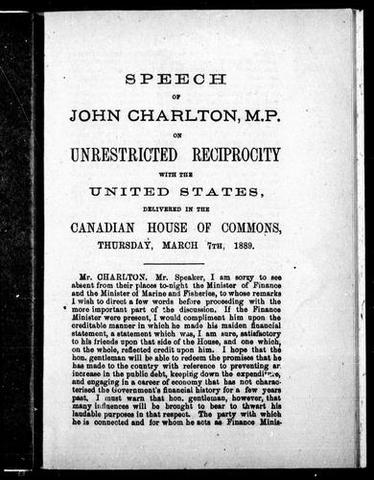 SPEECH
OF
JOHN CHARLTON, M.P.
ON
UNRESTRICTED RECIPROCITY
WITH THE
UNITED STATES,
DELIVERED IN THE
CANADIAN HOUSE OF COMMONS,
THURSDAY, MARCH 7TH, 1889.
Mr. CHARLTON. Mr. Speaker, I am sorry to see
absent from their places to-night the Minister of Finance
and the Minister of Marine and Fisheries, to whose remarks
I wish to direct a few words before proceeding with the
more important part of the discussion. If the Finance
Minister were present, I would compliment him upon the
creditable manner in which he made his maiden financial
statement, a statement which was, I am sure, satisfactory
to his friends upon that side of the House, and one which,
on the whole, reflected credit upon him. I hope that the
hon. gentleman will be able to redeem the promises that he
has made to the country with reference to preventing an
increase in the public debt, keeping down the expenditure,
and engaging in a career of economy that has not charac-
terised the Government's financial history for a few years
past. I must warn that hon. gentleman, however, that
many influences will be brought to bear to thwart his
laudable purposes in that respect. The party with which
he is connected and for whom he acts as Finance Minis-